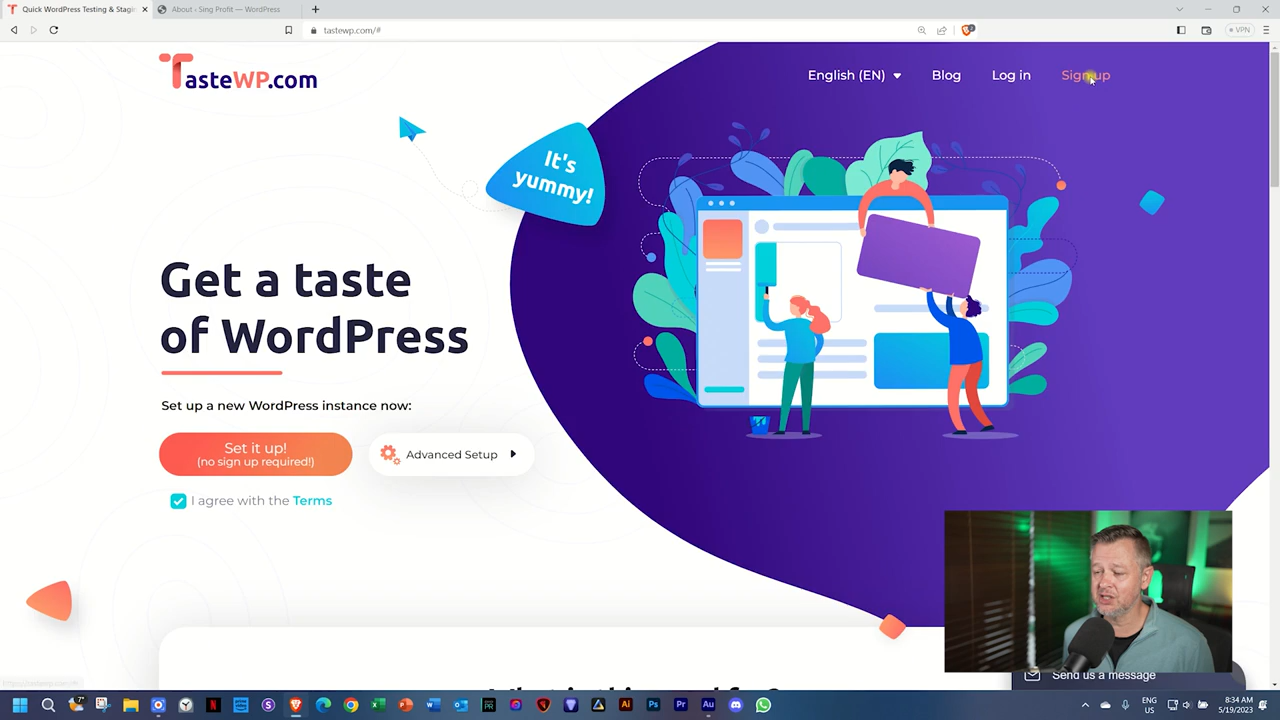 Quick WordPress Testing & Stagin
About ‹ Sing Profit — WordPress
tastewp.com/#
VPN
TasteWP.com
English (EN)
Blog
Log in
Sign up
It's
yummy!
Get a taste
of WordPress
Set up a new WordPress instance now:
Set it up!
(no sign up required!)
Advanced Setup
I agree with the Terms
Send us a message
7°
ENG
US
8:34 AM
5/19/2023